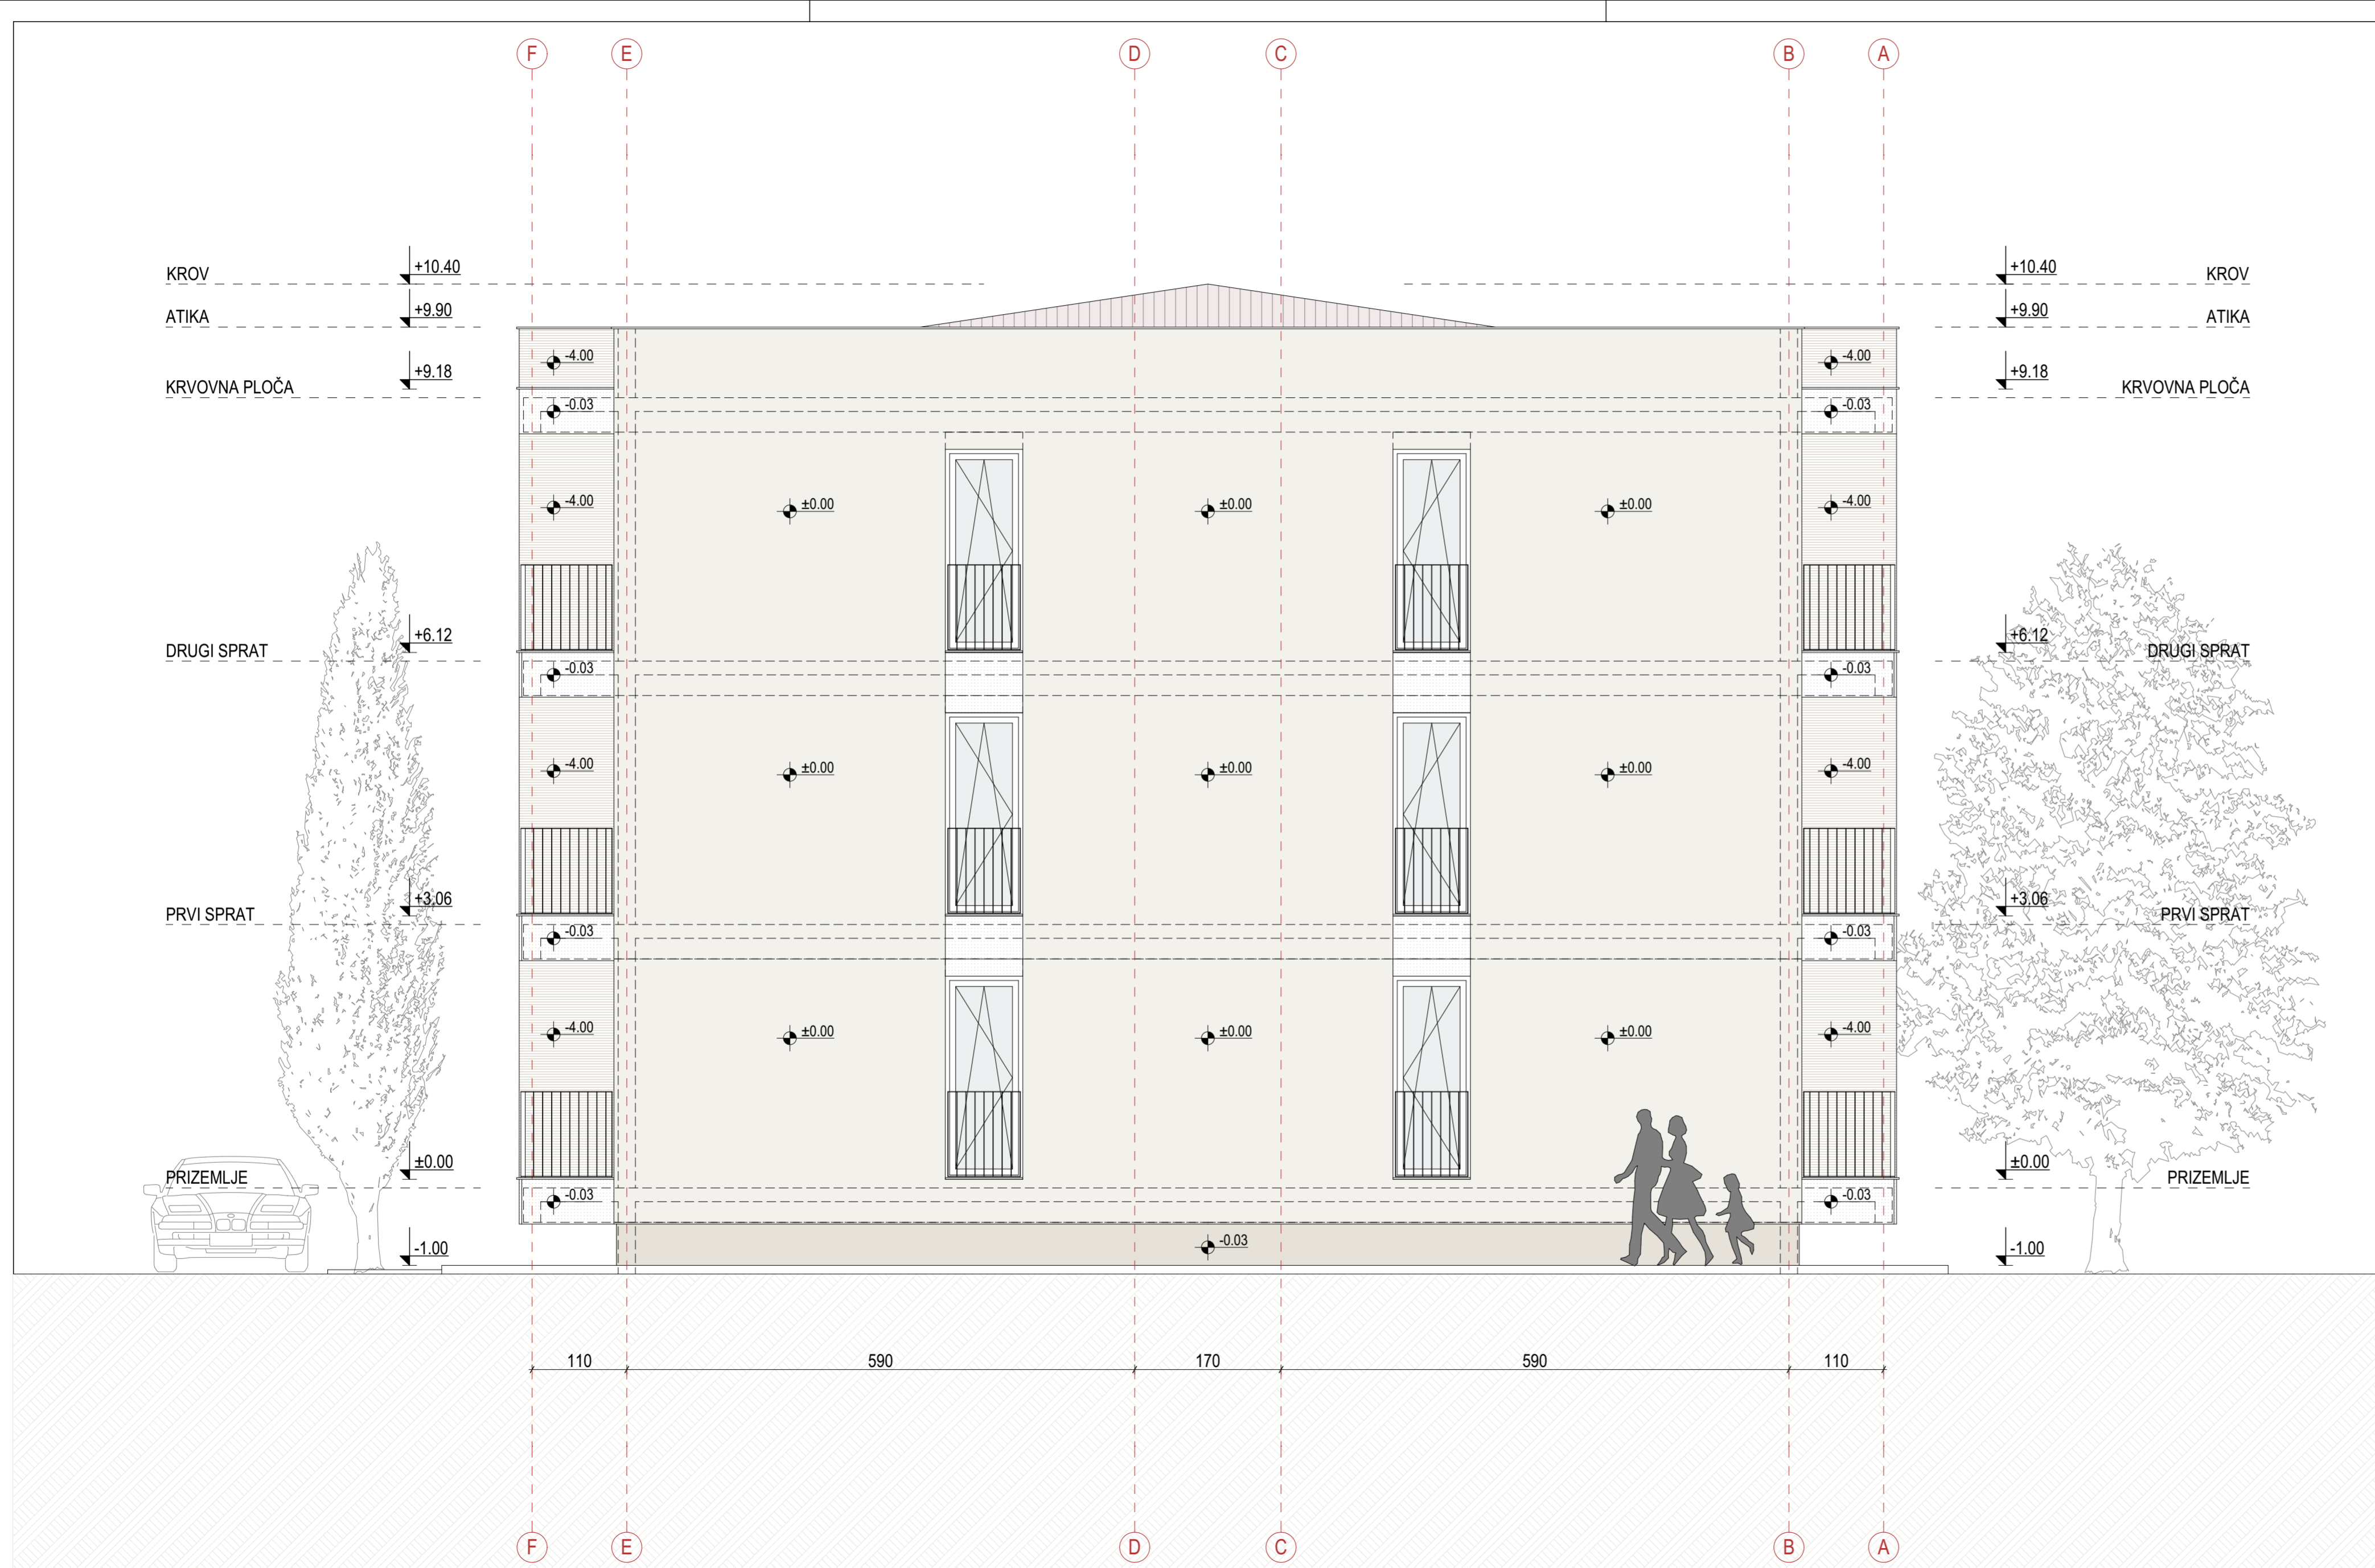 F E D C B A
+10.40 +10.40
KROV KROV
+9.90 +9.90
ATIKA ATIKA
-4.00 -4.00
+9.18 +9.18
KRVOVNA PLOČA KRVOVNA PLOČA
-0.03 -0.03
-4.00 ±0.00 ±0.00 ±0.00 -4.00
+6.12 +6.12
DRUGI SPRAT DRUGI SPRAT
-0.03 -0.03
-4.00 ±0.00 ±0.00 ±0.00 -4.00
+3.06 +3.06
PRVI SPRAT PRVI SPRAT
-0.03 -0.03
-4.00 ±0.00 ±0.00 ±0.00 -4.00
±0.00 ±0.00
PRIZEMLJE PRIZEMLJE
-0.03 -0.03
-1.00 -0.03 -1.00
110 590 170 590 110
F E D C B A